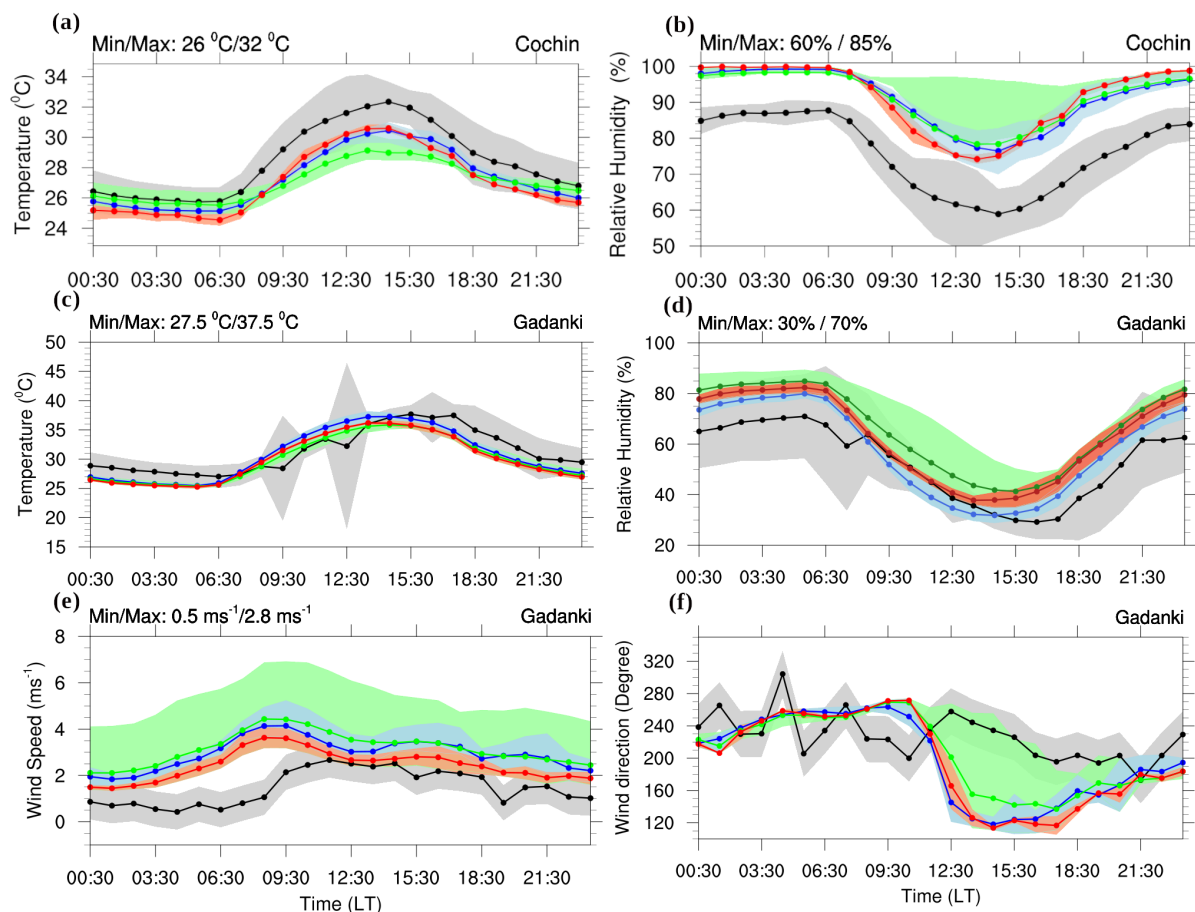 (a)
Min/Max: 26 ⁰C/32 ⁰C Cochin
Temperature (⁰C)
34
32
30
28
26
24
00:30 03:30 06:30 09:30 12:30 15:30 18:30 21:30
(b)
Min/Max: 60% / 85% Cochin
Relative Humidity (%)
100
90
80
70
60
50
00:30 03:30 06:30 09:30 12:30 15:30 18:30 21:30
(c)
Min/Max: 27.5 ⁰C/37.5 ⁰C Gadanki
Temperature (⁰C)
50
45
40
35
30
25
20
15
00:30 03:30 06:30 09:30 12:30 15:30 18:30 21:30
(d)
Min/Max: 30% / 70% Gadanki
Relative Humidity (%)
100
80
60
40
20
00:30 03:30 06:30 09:30 12:30 15:30 18:30 21:30
(e)
Min/Max: 0.5 ms⁻¹/2.8 ms⁻¹ Gadanki
Wind Speed (ms⁻¹)
8
6
4
2
0
00:30 03:30 06:30 09:30 12:30 15:30 18:30 21:30
Time (LT)
(f)
Gadanki
Wind direction (Degree)
320
280
240
200
160
120
00:30 03:30 06:30 09:30 12:30 15:30 18:30 21:30
Time (LT)